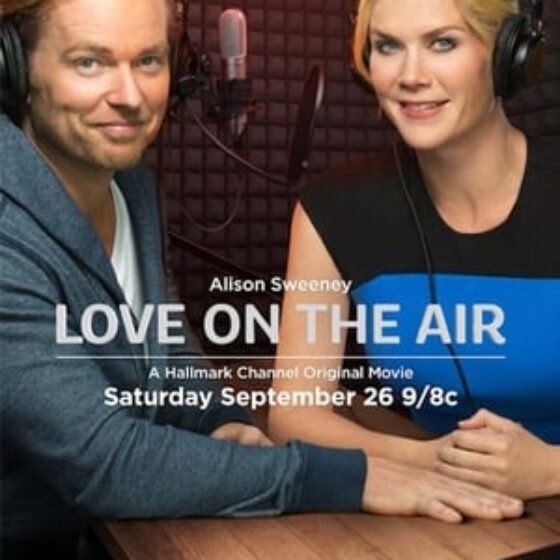 Alison Sweeney
LOVE ON THE AIR
A Hallmark Channel Original Movie
Saturday September 26 9/8c